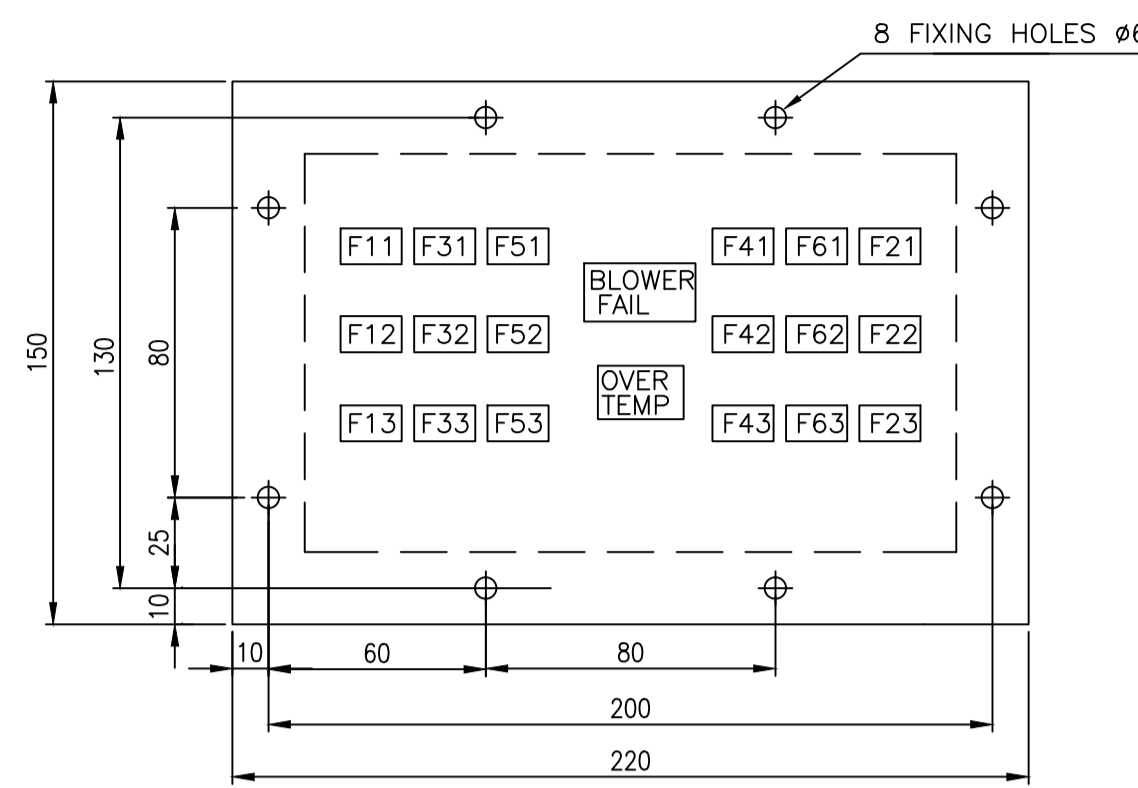 8 FIXING HOLES ø6
F11 F31 F51 F41 F61 F21
BLOWER
FAIL
F12 F32 F52 F42 F62 F22
OVER
TEMP
F13 F33 F53 F43 F63 F23
150
130
80
25
10
10
60
80
200
220